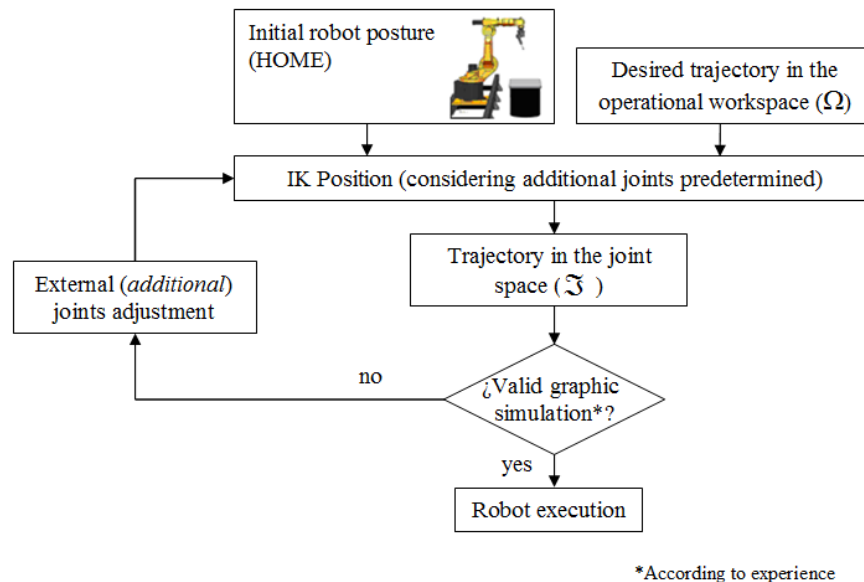 Initial robot posture
(HOME)
Desired trajectory in the
operational workspace (Ω)
IK Position (considering additional joints predetermined)
Trajectory in the joint
space (ℑ )
External (additional)
joints adjustment
¿Valid graphic
simulation*?
no
yes
Robot execution
*According to experience